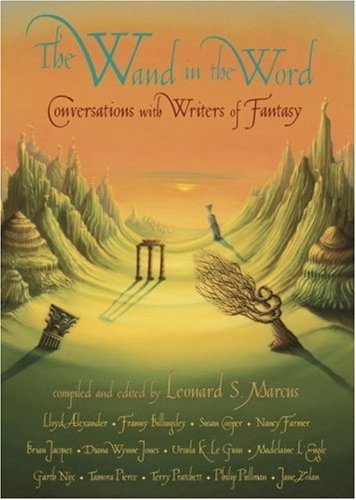 The Wand in the Word
Conversations with Writers of Fantasy
compiled and edited by Leonard S. Marcus
Lloyd Alexander • Franny Billingsley • Susan Cooper • Nancy Farmer
Brian Jacques • Diana Wynne Jones • Ursula K. Le Guin • Madeleine L'Engle
Garth Nix • Tamora Pierce • Terry Pratchett • Philip Pullman • Jane Yolen